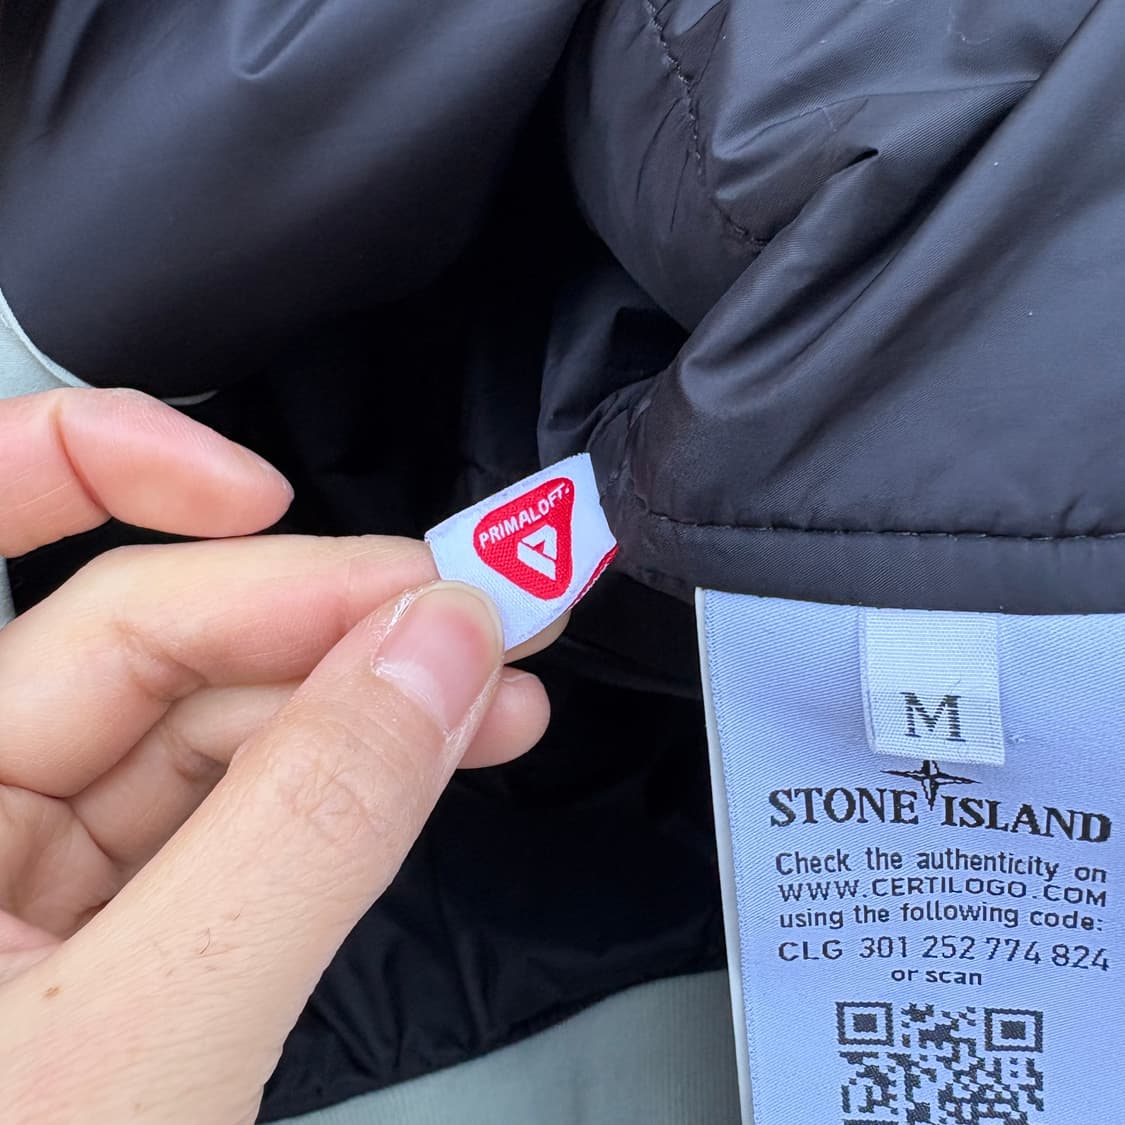 PRIMALOFT
M
STONE ISLAND
Check the authenticity on
WWW.CERTILOGO.COM
using the following code:
CLG 301 252 774 824
or scan